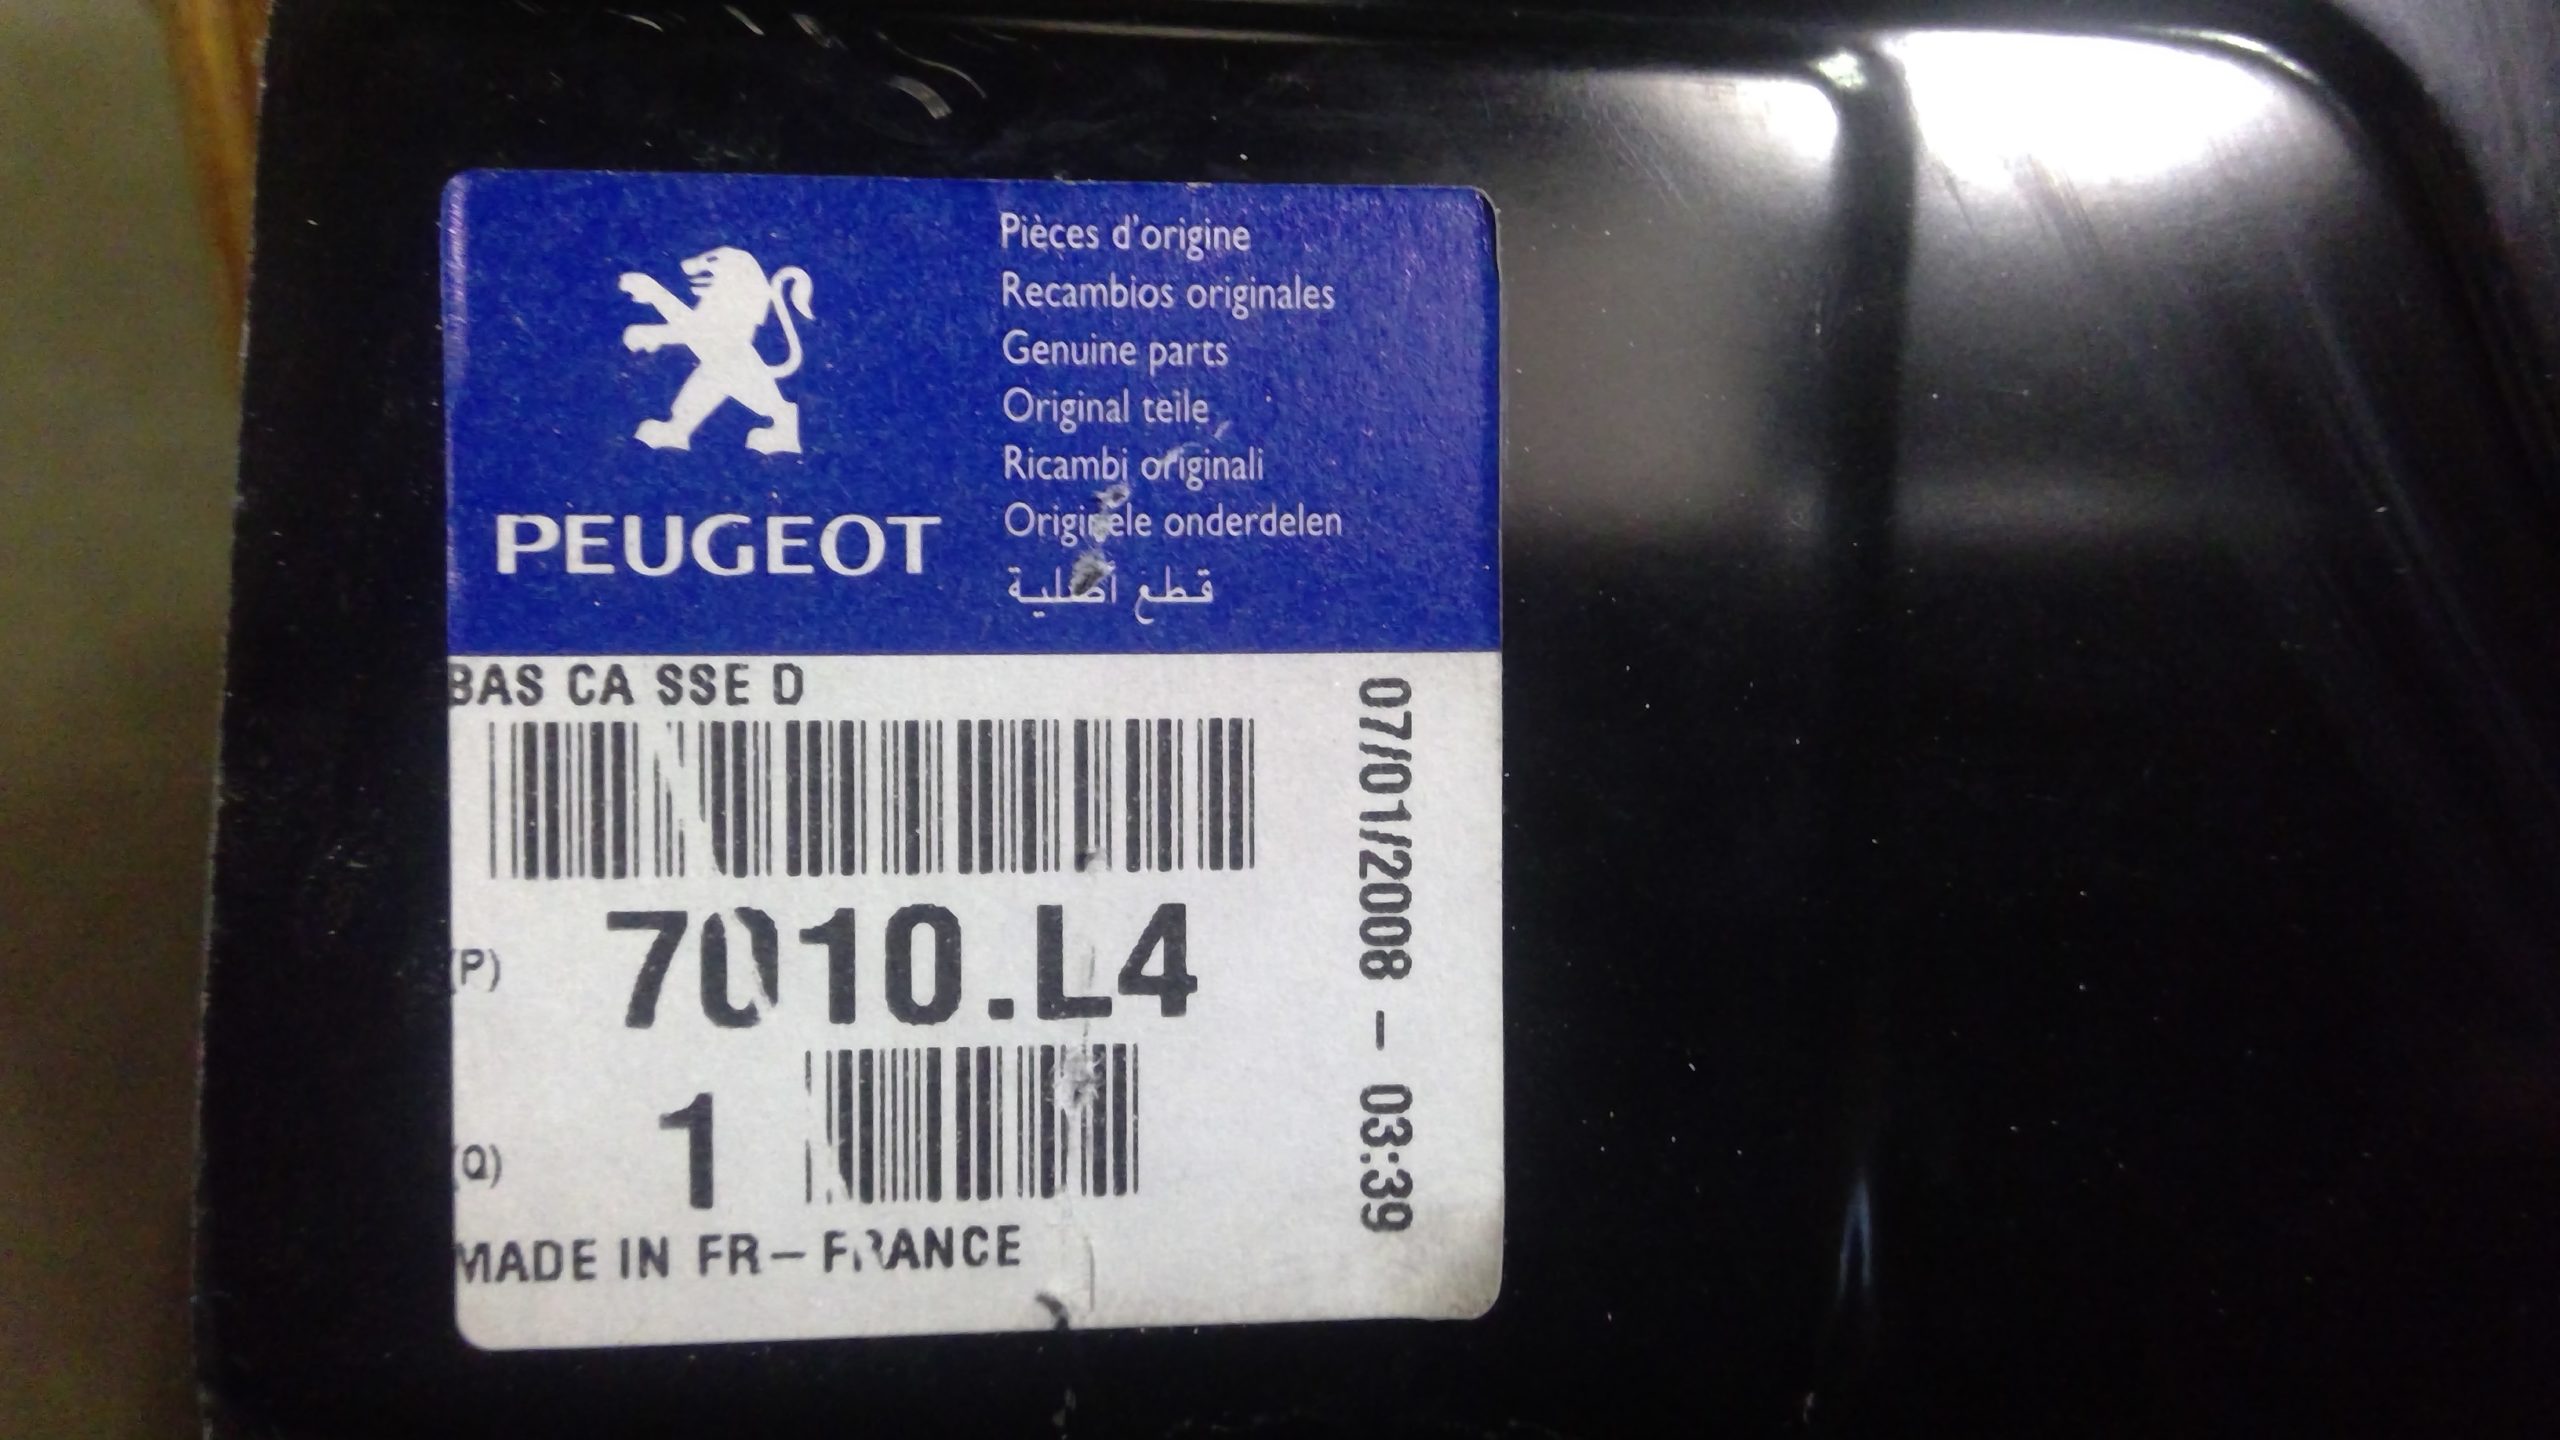 PEUGEOT
Pièces d'origine
Recambios originales
Genuine parts
Original teile
Ricambi originali
Originele onderdelen
قطع أصلية
BAS CA SSE D
(P) 7010.L4
(Q) 1
MADE IN FR-FRANCE
07/01/2008 - 03:39